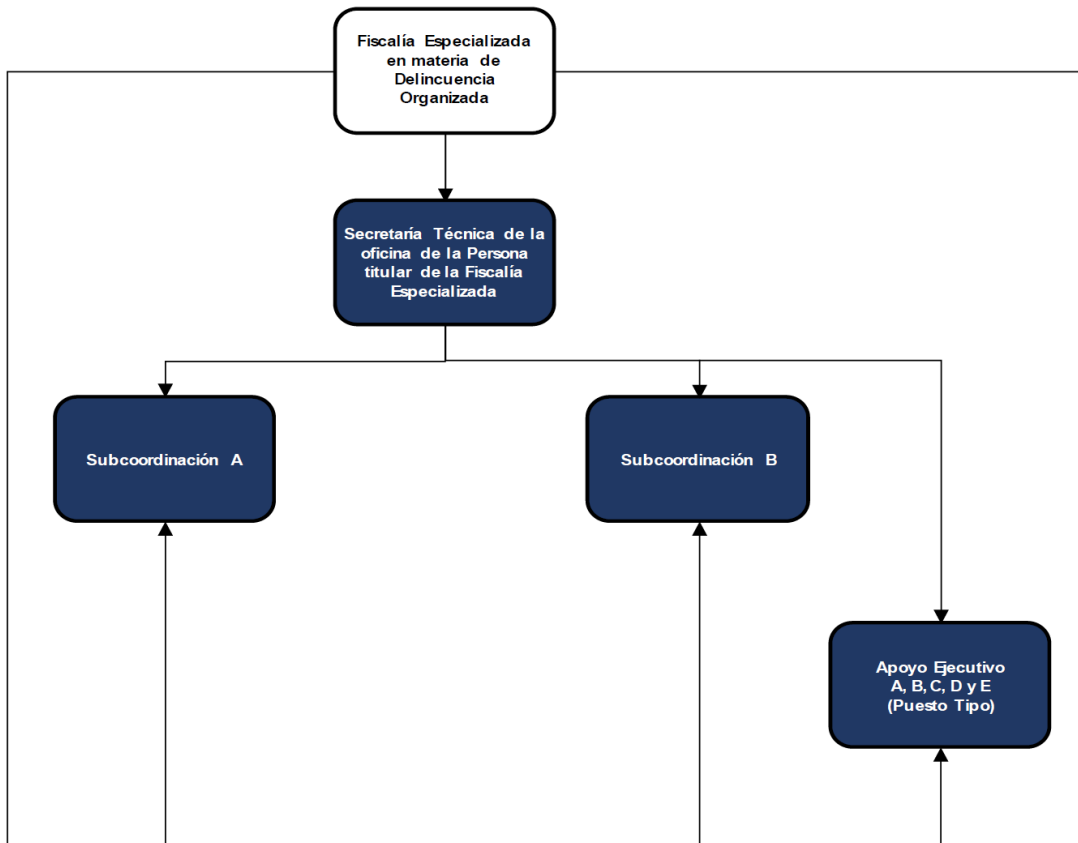 Fiscalía Especializada
en materia de
Delincuencia
Organizada
Secretaría Técnica de la
oficina de la Persona
titular de la Fiscalía
Especializada
Subcoordinación A
Subcoordinación B
Apoyo Ejecutivo
A, B, C, D y E
(Puesto Tipo)